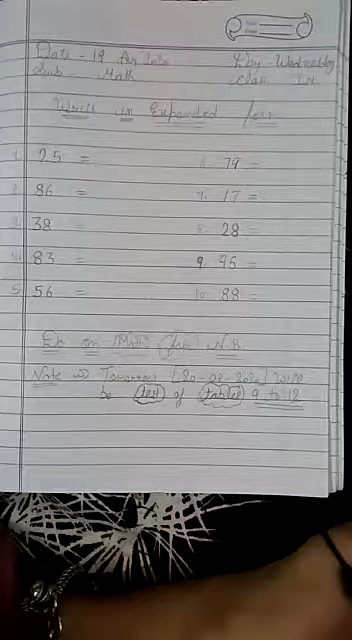 Date - 19 Aug 2020 Day - Wednesday
Sub - Math Class
Write in Expanded form
1. 25 = 6. 79 =
2. 86 = 7. 17 =
3. 38 = 8. 28 =
4. 83 = 9. 95 =
5. 56 = 10. 88 =
Do on Math N.B.
Note ⇒ Tomorrow [20-08-2020] will
be test of tables 9 to 12